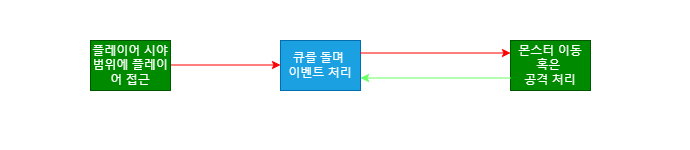 플레이어 시야
범위에 플레이
어 접근
큐를 돌며
이벤트 처리
몬스터 이동
혹은
공격 처리